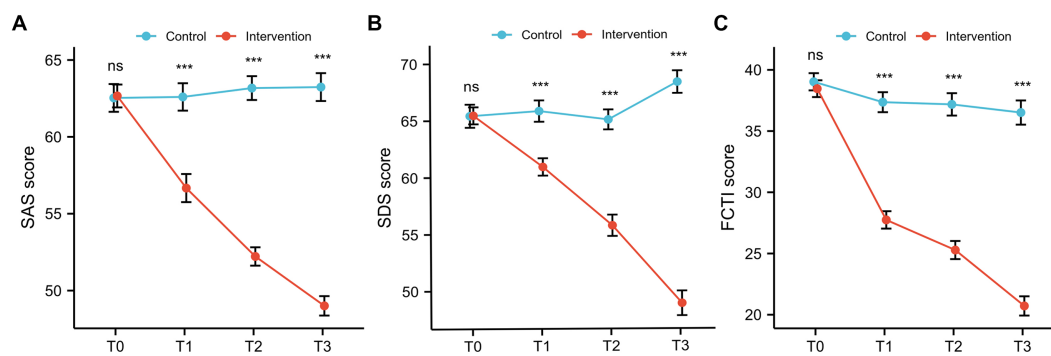 A
Control Intervention
SAS score
65
60
55
50
ns
***
***
***
T0 T1 T2 T3
B
Control Intervention
SDS score
70
65
60
55
50
ns
***
***
***
T0 T1 T2 T3
C
Control Intervention
FCTI score
40
35
30
25
20
ns
***
***
***
T0 T1 T2 T3